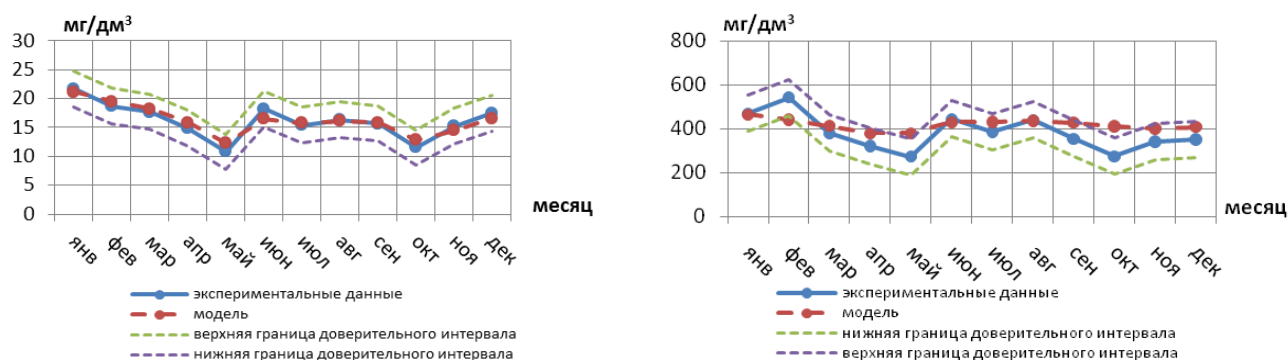 мг/дм³
30
25
20
15
10
5
0
месяц
янв
фев
мар
апр
май
июн
июл
авг
сен
окт
ноя
дек
экспериментальные данные
модель
верхняя граница доверительного интервала
нижняя граница доверительного интервала
мг/дм³
800
600
400
200
0
месяц
янв
фев
мар
апр
май
июн
июл
авг
сен
окт
ноя
дек
экспериментальные данные
модель
нижняя граница доверительного интервала
верхняя граница доверительного интервала